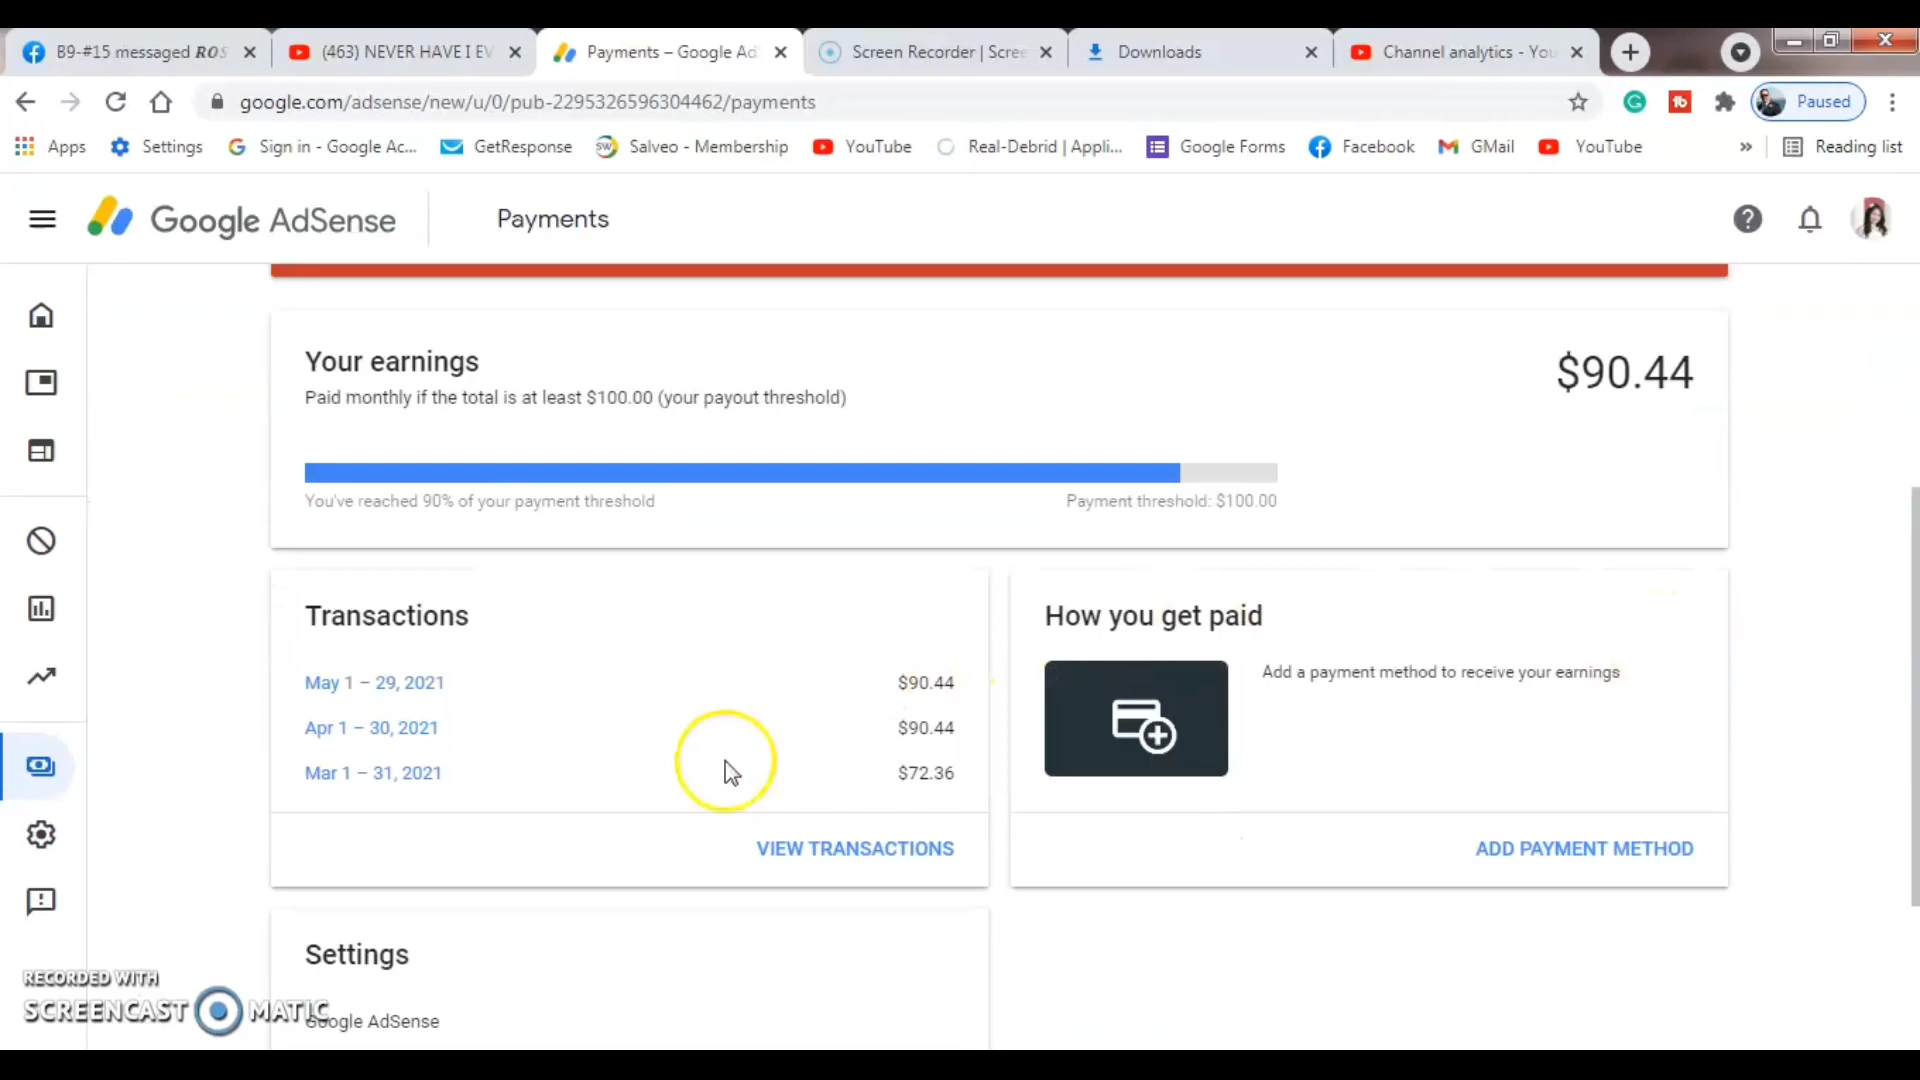 B9-#15 messaged ROS
(463) NEVER HAVE I EV
Payments – Google Ad
Screen Recorder | Scree
Downloads
Channel analytics - You
google.com/adsense/new/u/0/pub-2295326596304462/payments
Paused
Apps
Settings
Sign in - Google Ac...
GetResponse
Salveo - Membership
YouTube
Real-Debrid | Appli...
Google Forms
Facebook
GMail
YouTube
»
Reading list
Google AdSense
Payments
Your earnings
$90.44
Paid monthly if the total is at least $100.00 (your payout threshold)
You've reached 90% of your payment threshold
Payment threshold: $100.00
Transactions
May 1 – 29, 2021
$90.44
Apr 1 – 30, 2021
$90.44
Mar 1 – 31, 2021
$72.36
VIEW TRANSACTIONS
How you get paid
Add a payment method to receive your earnings
ADD PAYMENT METHOD
Settings
Google AdSense
RECORDED WITH
SCREENCAST MATIC